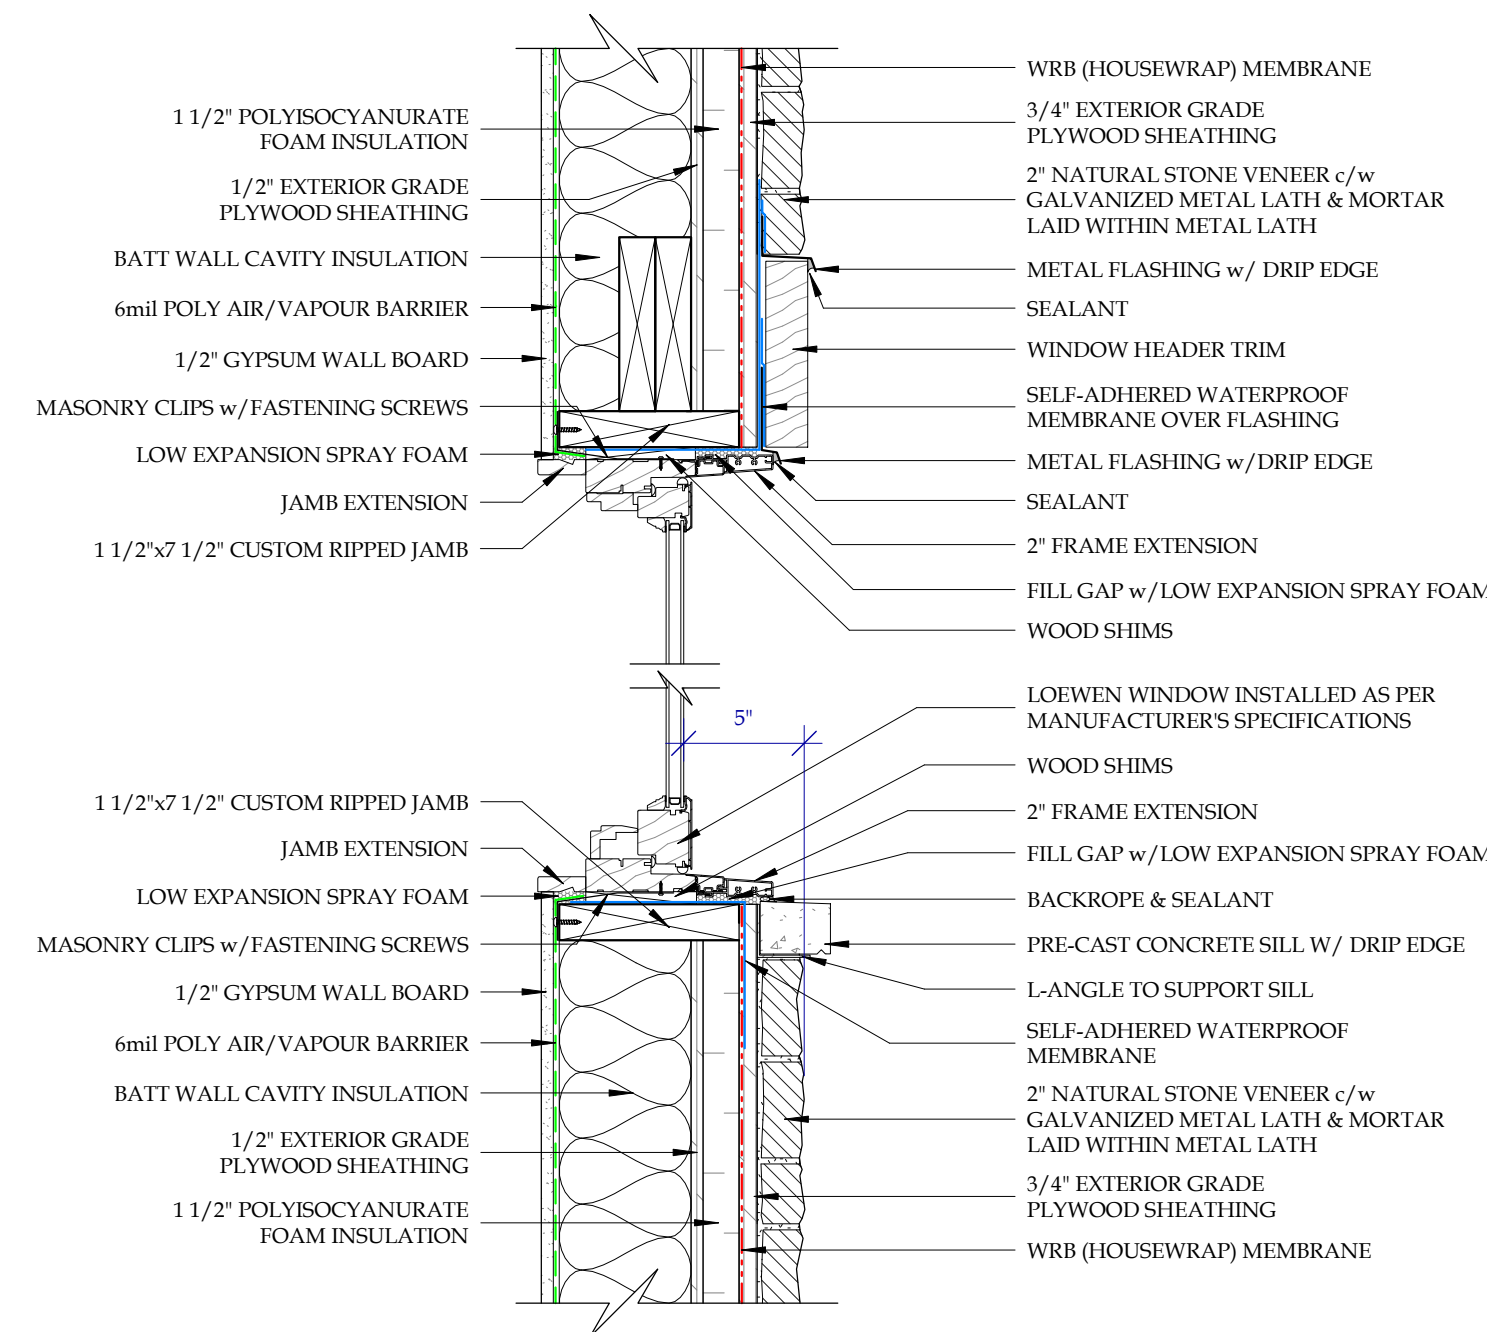 1 1/2" POLYISOCYANURATE
FOAM INSULATION
1/2" EXTERIOR GRADE
PLYWOOD SHEATHING
BATT WALL CAVITY INSULATION
6mil POLY AIR/VAPOUR BARRIER
1/2" GYPSUM WALL BOARD
MASONRY CLIPS w/FASTENING SCREWS
LOW EXPANSION SPRAY FOAM
JAMB EXTENSION
1 1/2"x7 1/2" CUSTOM RIPPED JAMB
WRB (HOUSEWRAP) MEMBRANE
3/4" EXTERIOR GRADE
PLYWOOD SHEATHING
2" NATURAL STONE VENEER c/w
GALVANIZED METAL LATH & MORTAR
LAID WITHIN METAL LATH
METAL FLASHING w/ DRIP EDGE
SEALANT
WINDOW HEADER TRIM
SELF-ADHERED WATERPROOF
MEMBRANE OVER FLASHING
METAL FLASHING w/DRIP EDGE
SEALANT
2" FRAME EXTENSION
FILL GAP w/LOW EXPANSION SPRAY FOAM
WOOD SHIMS
5"
1 1/2"x7 1/2" CUSTOM RIPPED JAMB
JAMB EXTENSION
LOW EXPANSION SPRAY FOAM
MASONRY CLIPS w/FASTENING SCREWS
1/2" GYPSUM WALL BOARD
6mil POLY AIR/VAPOUR BARRIER
BATT WALL CAVITY INSULATION
1/2" EXTERIOR GRADE
PLYWOOD SHEATHING
1 1/2" POLYISOCYANURATE
FOAM INSULATION
LOEWEN WINDOW INSTALLED AS PER
MANUFACTURER'S SPECIFICATIONS
WOOD SHIMS
2" FRAME EXTENSION
FILL GAP w/LOW EXPANSION SPRAY FOAM
BACKROPE & SEALANT
PRE-CAST CONCRETE SILL W/ DRIP EDGE
L-ANGLE TO SUPPORT SILL
SELF-ADHERED WATERPROOF
MEMBRANE
2" NATURAL STONE VENEER c/w
GALVANIZED METAL LATH & MORTAR
LAID WITHIN METAL LATH
3/4" EXTERIOR GRADE
PLYWOOD SHEATHING
WRB (HOUSEWRAP) MEMBRANE